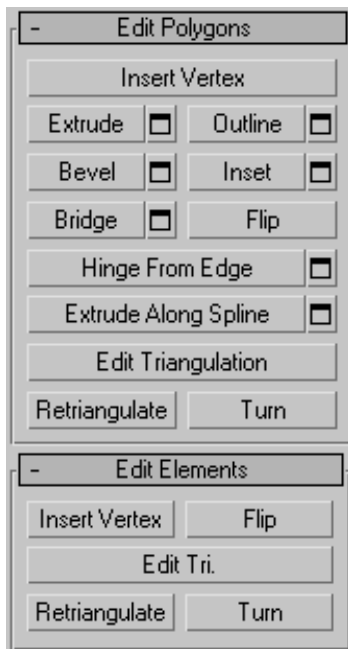 - Edit Polygons
Insert Vertex
Extrude Outline
Bevel Inset
Bridge Flip
Hinge From Edge
Extrude Along Spline
Edit Triangulation
Retriangulate Turn
- Edit Elements
Insert Vertex Flip
Edit Tri.
Retriangulate Turn